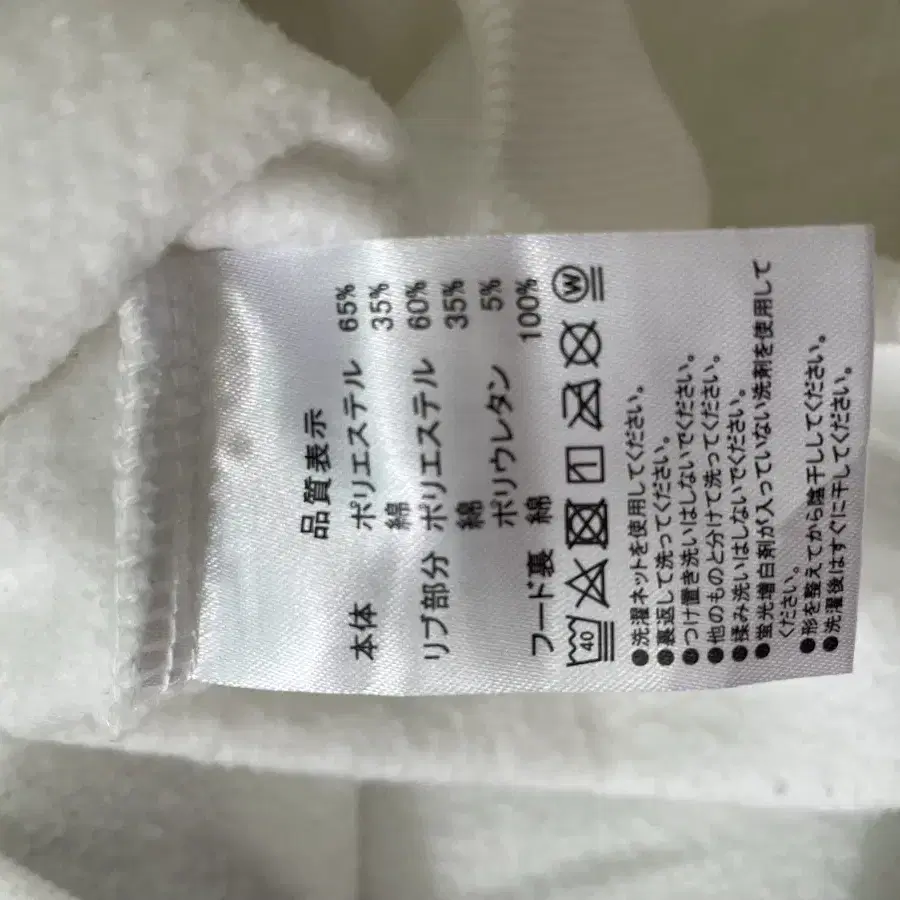 品質表示
本体 ポリエステル 65%
綿 35%
リブ部分 ポリエステル 60%
綿 35%
ポリウレタン 5%
フード裏 綿 100%
40 W
●洗濯ネットを使用してください。
●裏返して洗ってください。
●つけ置き洗いはしないでください。
●他のものと分けて洗ってください。
●揉み洗いはしないでください。
●蛍光増白剤が入っていない洗剤を使用して
ください。
●形を整えてから陰干ししてください。
●洗濯後はすぐに干してください。